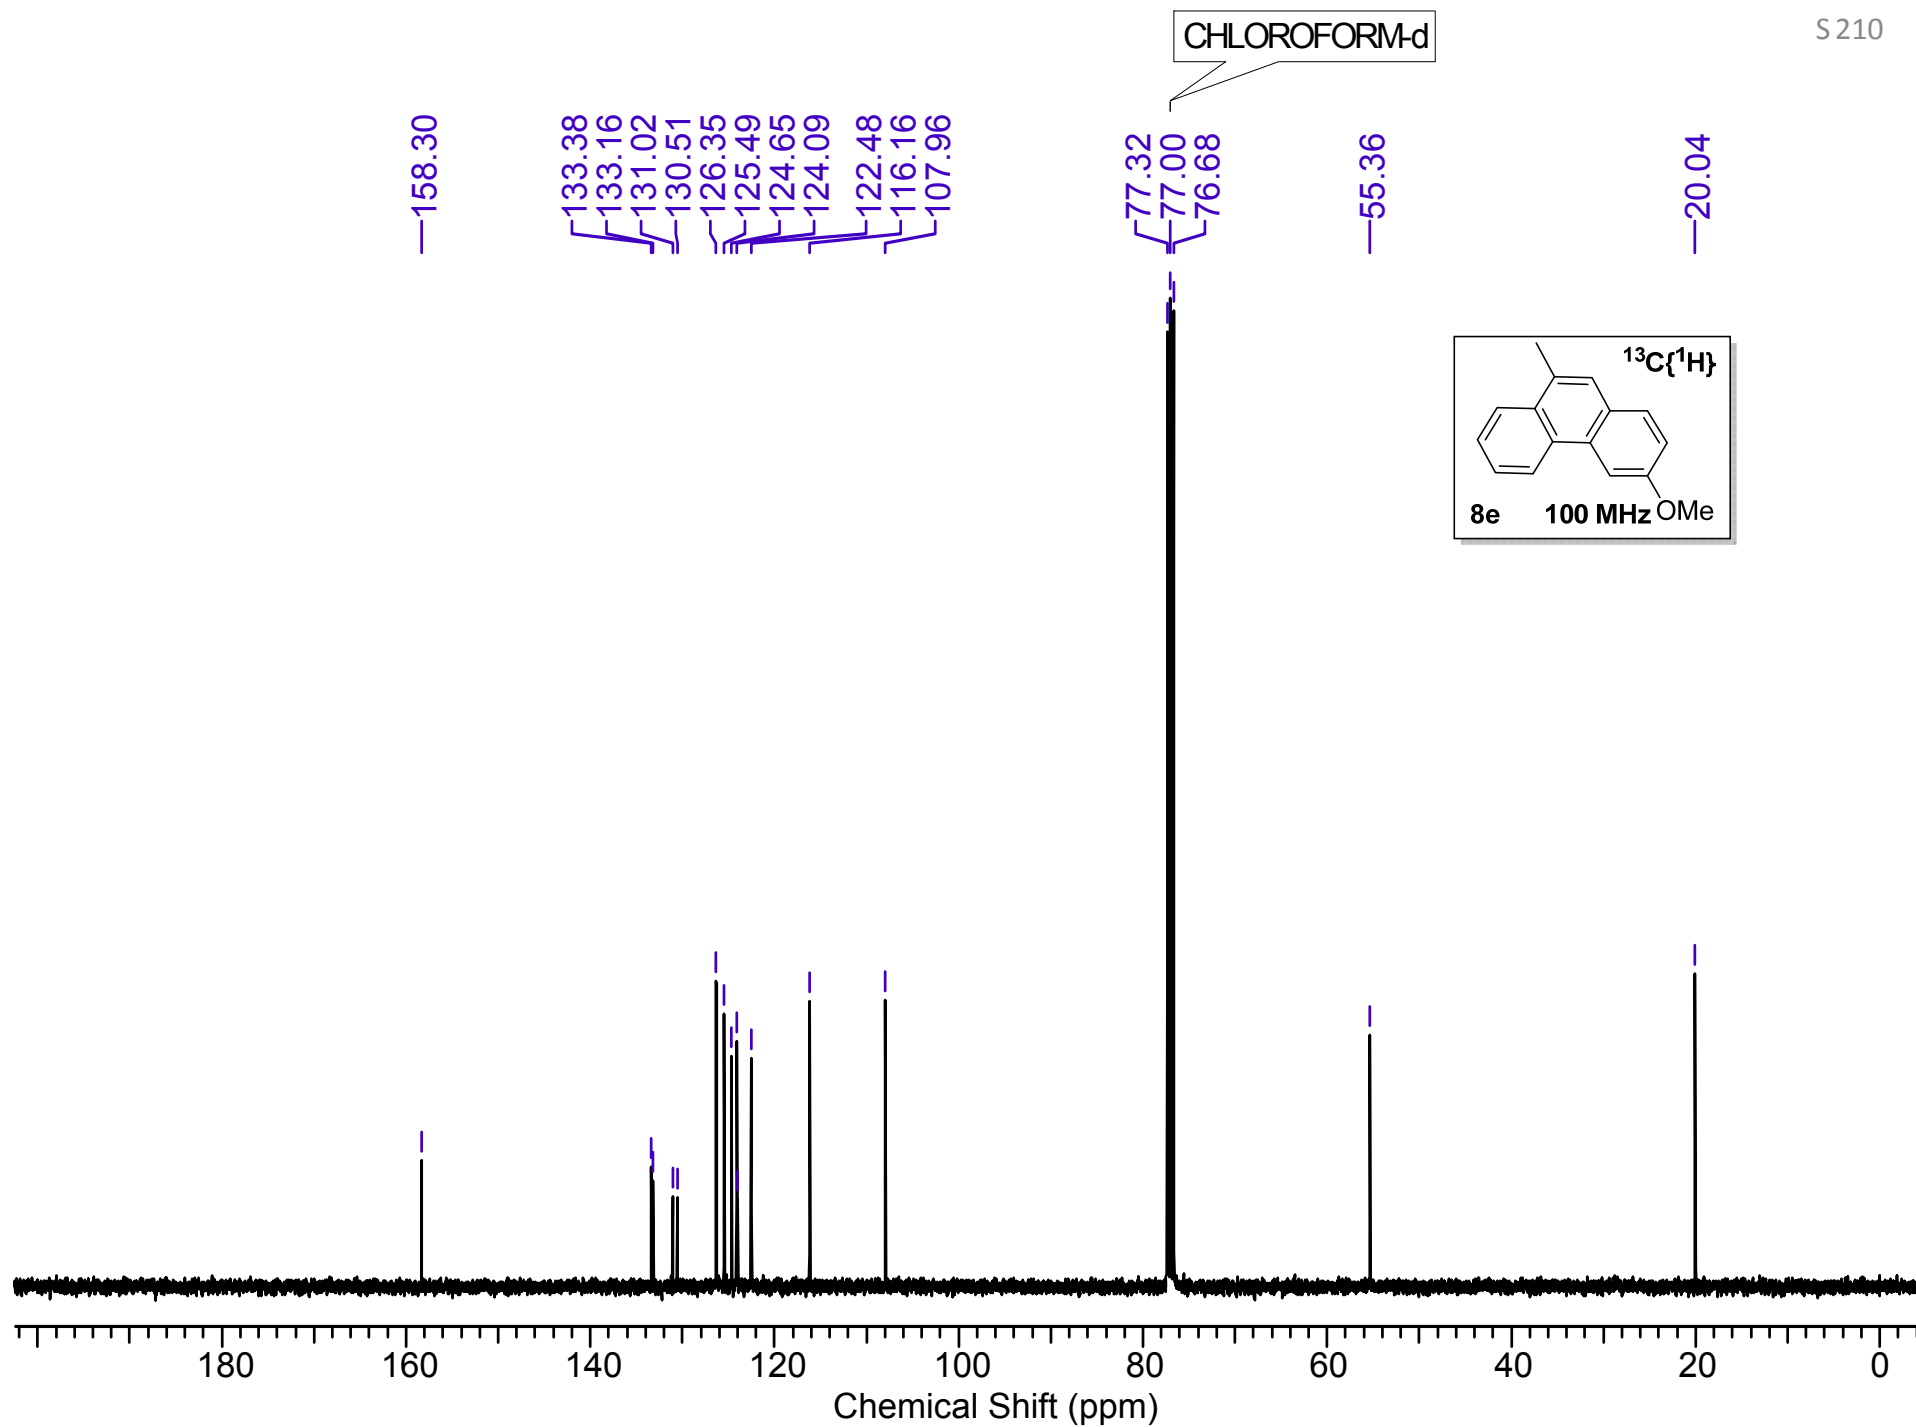 S 210
CHLOROFORM-d
158.30
133.38
133.16
131.02
130.51
126.35
125.49
124.65
124.09
122.48
116.16
107.96
77.32
77.00
76.68
55.36
20.04
13C{1H}
8e 100 MHz OMe
180 160 140 120 100 80 60 40 20 0
Chemical Shift (ppm)